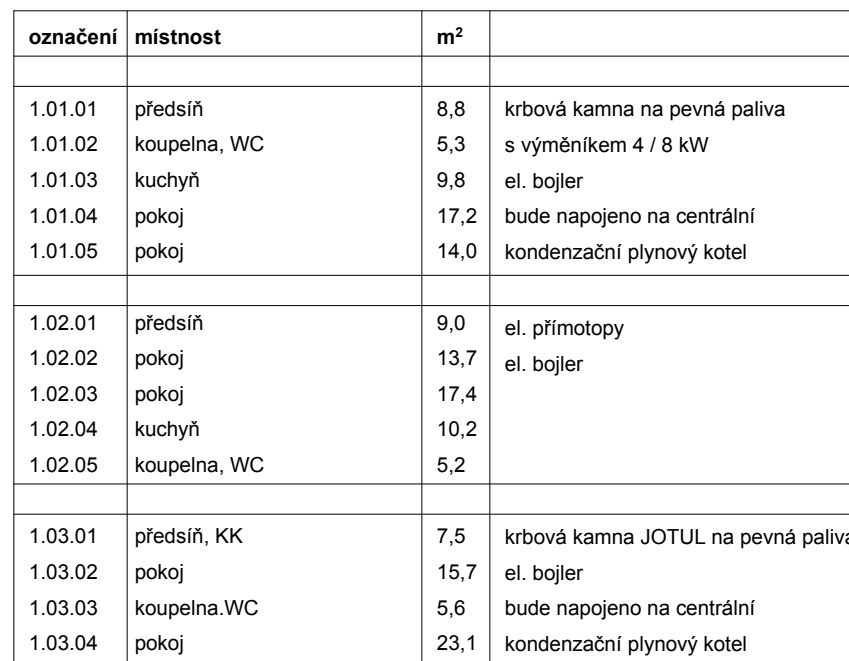 označení místnost m²
1.01.01 předsíň 8,8 krbová kamna na pevná paliva
1.01.02 koupelna, WC 5,3 s výměníkem 4 / 8 kW
1.01.03 kuchyň 9,8 el. bojler
1.01.04 pokoj 17,2 bude napojeno na centrální
1.01.05 pokoj 14,0 kondenzační plynový kotel
1.02.01 předsíň 9,0 el. přímotopy
1.02.02 pokoj 13,7 el. bojler
1.02.03 pokoj 17,4
1.02.04 kuchyň 10,2
1.02.05 koupelna, WC 5,2
1.03.01 předsíň, KK 7,5 krbová kamna JOTUL na pevná paliva
1.03.02 pokoj 15,7 el. bojler
1.03.03 koupelna.WC 5,6 bude napojeno na centrální
1.03.04 pokoj 23,1 kondenzační plynový kotel